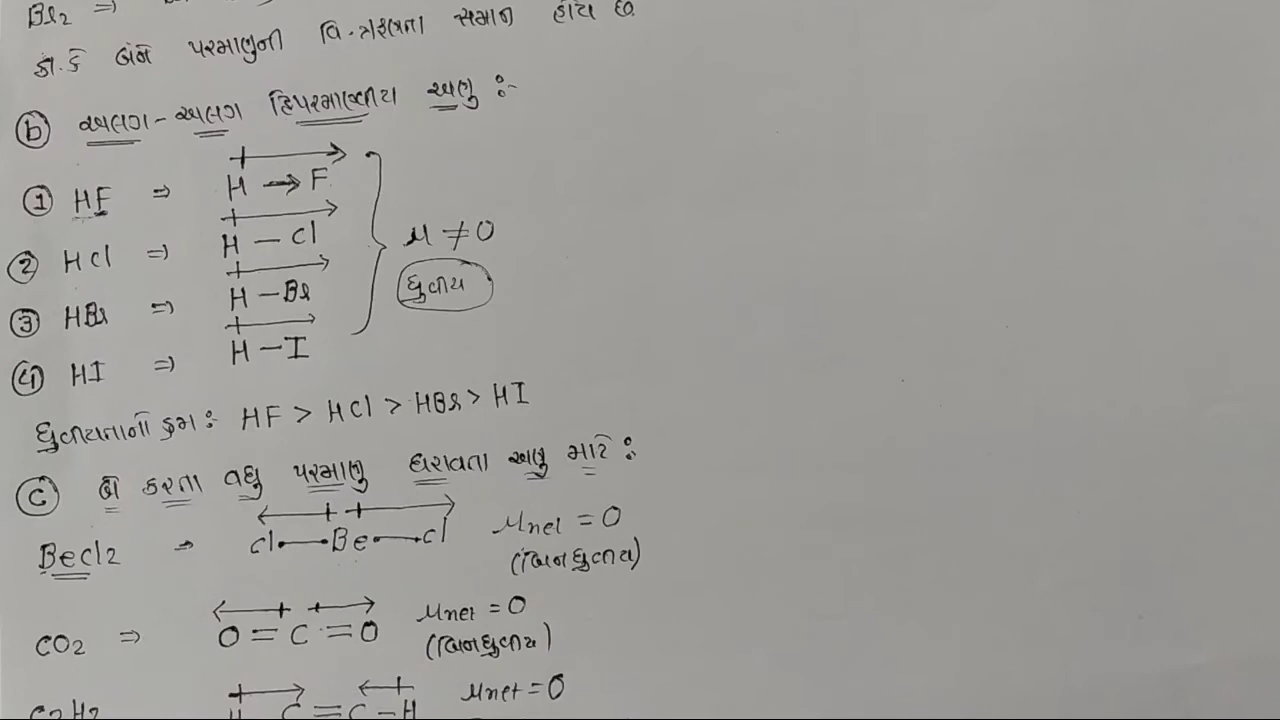 Br₂ ⇒
કા.કે બંને પરમાણુની વિ.ઋણતા સમાન હોય છે
ⓑ અલગ-અલગ દ્વિપરમાણ્વીય અણુ :-
① HF ⇒ H → F
② HCl ⇒ H – Cl
③ HBr ⇒ H – Br
④ HI ⇒ H – I
μ ≠ 0
ધ્રુવીય
ધ્રુવીયતાનો ક્રમ : HF > HCl > HBr > HI
Ⓒ બે કરતા વધુ પરમાણુ ધરાવતા અણુ માટે :
BeCl₂ → Cl – Be – Cl μnet = 0
(બિનધ્રુવીય)
CO₂ ⇒ O = C = O μnet = 0
(બિનધ્રુવીય)
C₂H₂ H C ≡ C – H μnet = 0